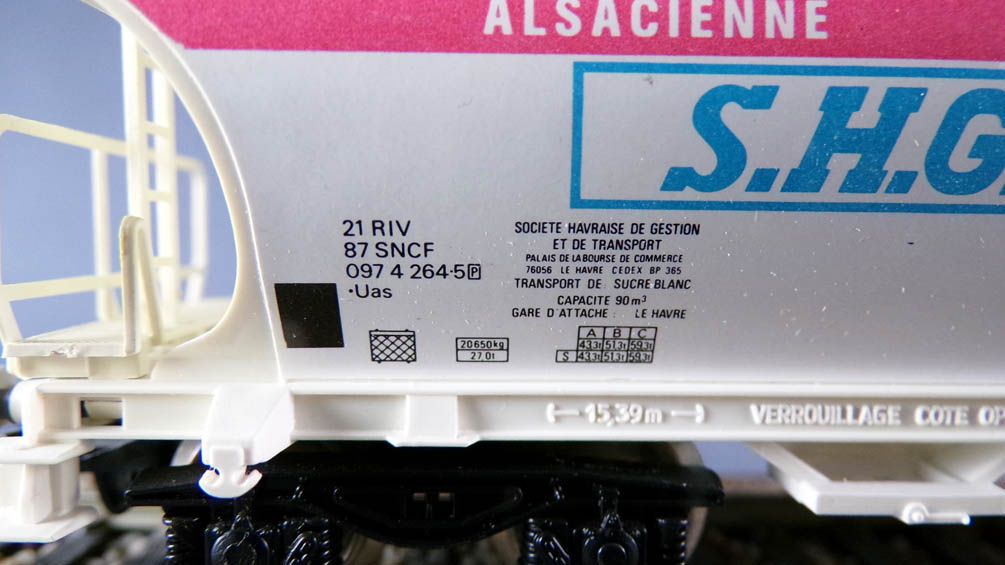 ALSACIENNE
S.H.G
21 RIV
87 SNCF
097 4 264-5 P
·Uas
SOCIETE HAVRAISE DE GESTION
ET DE TRANSPORT
PALAIS DE LA BOURSE DE COMMERCE
76056 LE HAVRE CEDEX BP 365
TRANSPORT DE: SUCRE BLANC
CAPACITE 90 m³
GARE D'ATTACHE: LE HAVRE
20650kg
27,0t
A B C
43.3t 51.3t 59.3t
S 43.3t 51.3t 59.3t
15,39 m
VERROUILLAGE COTE OP